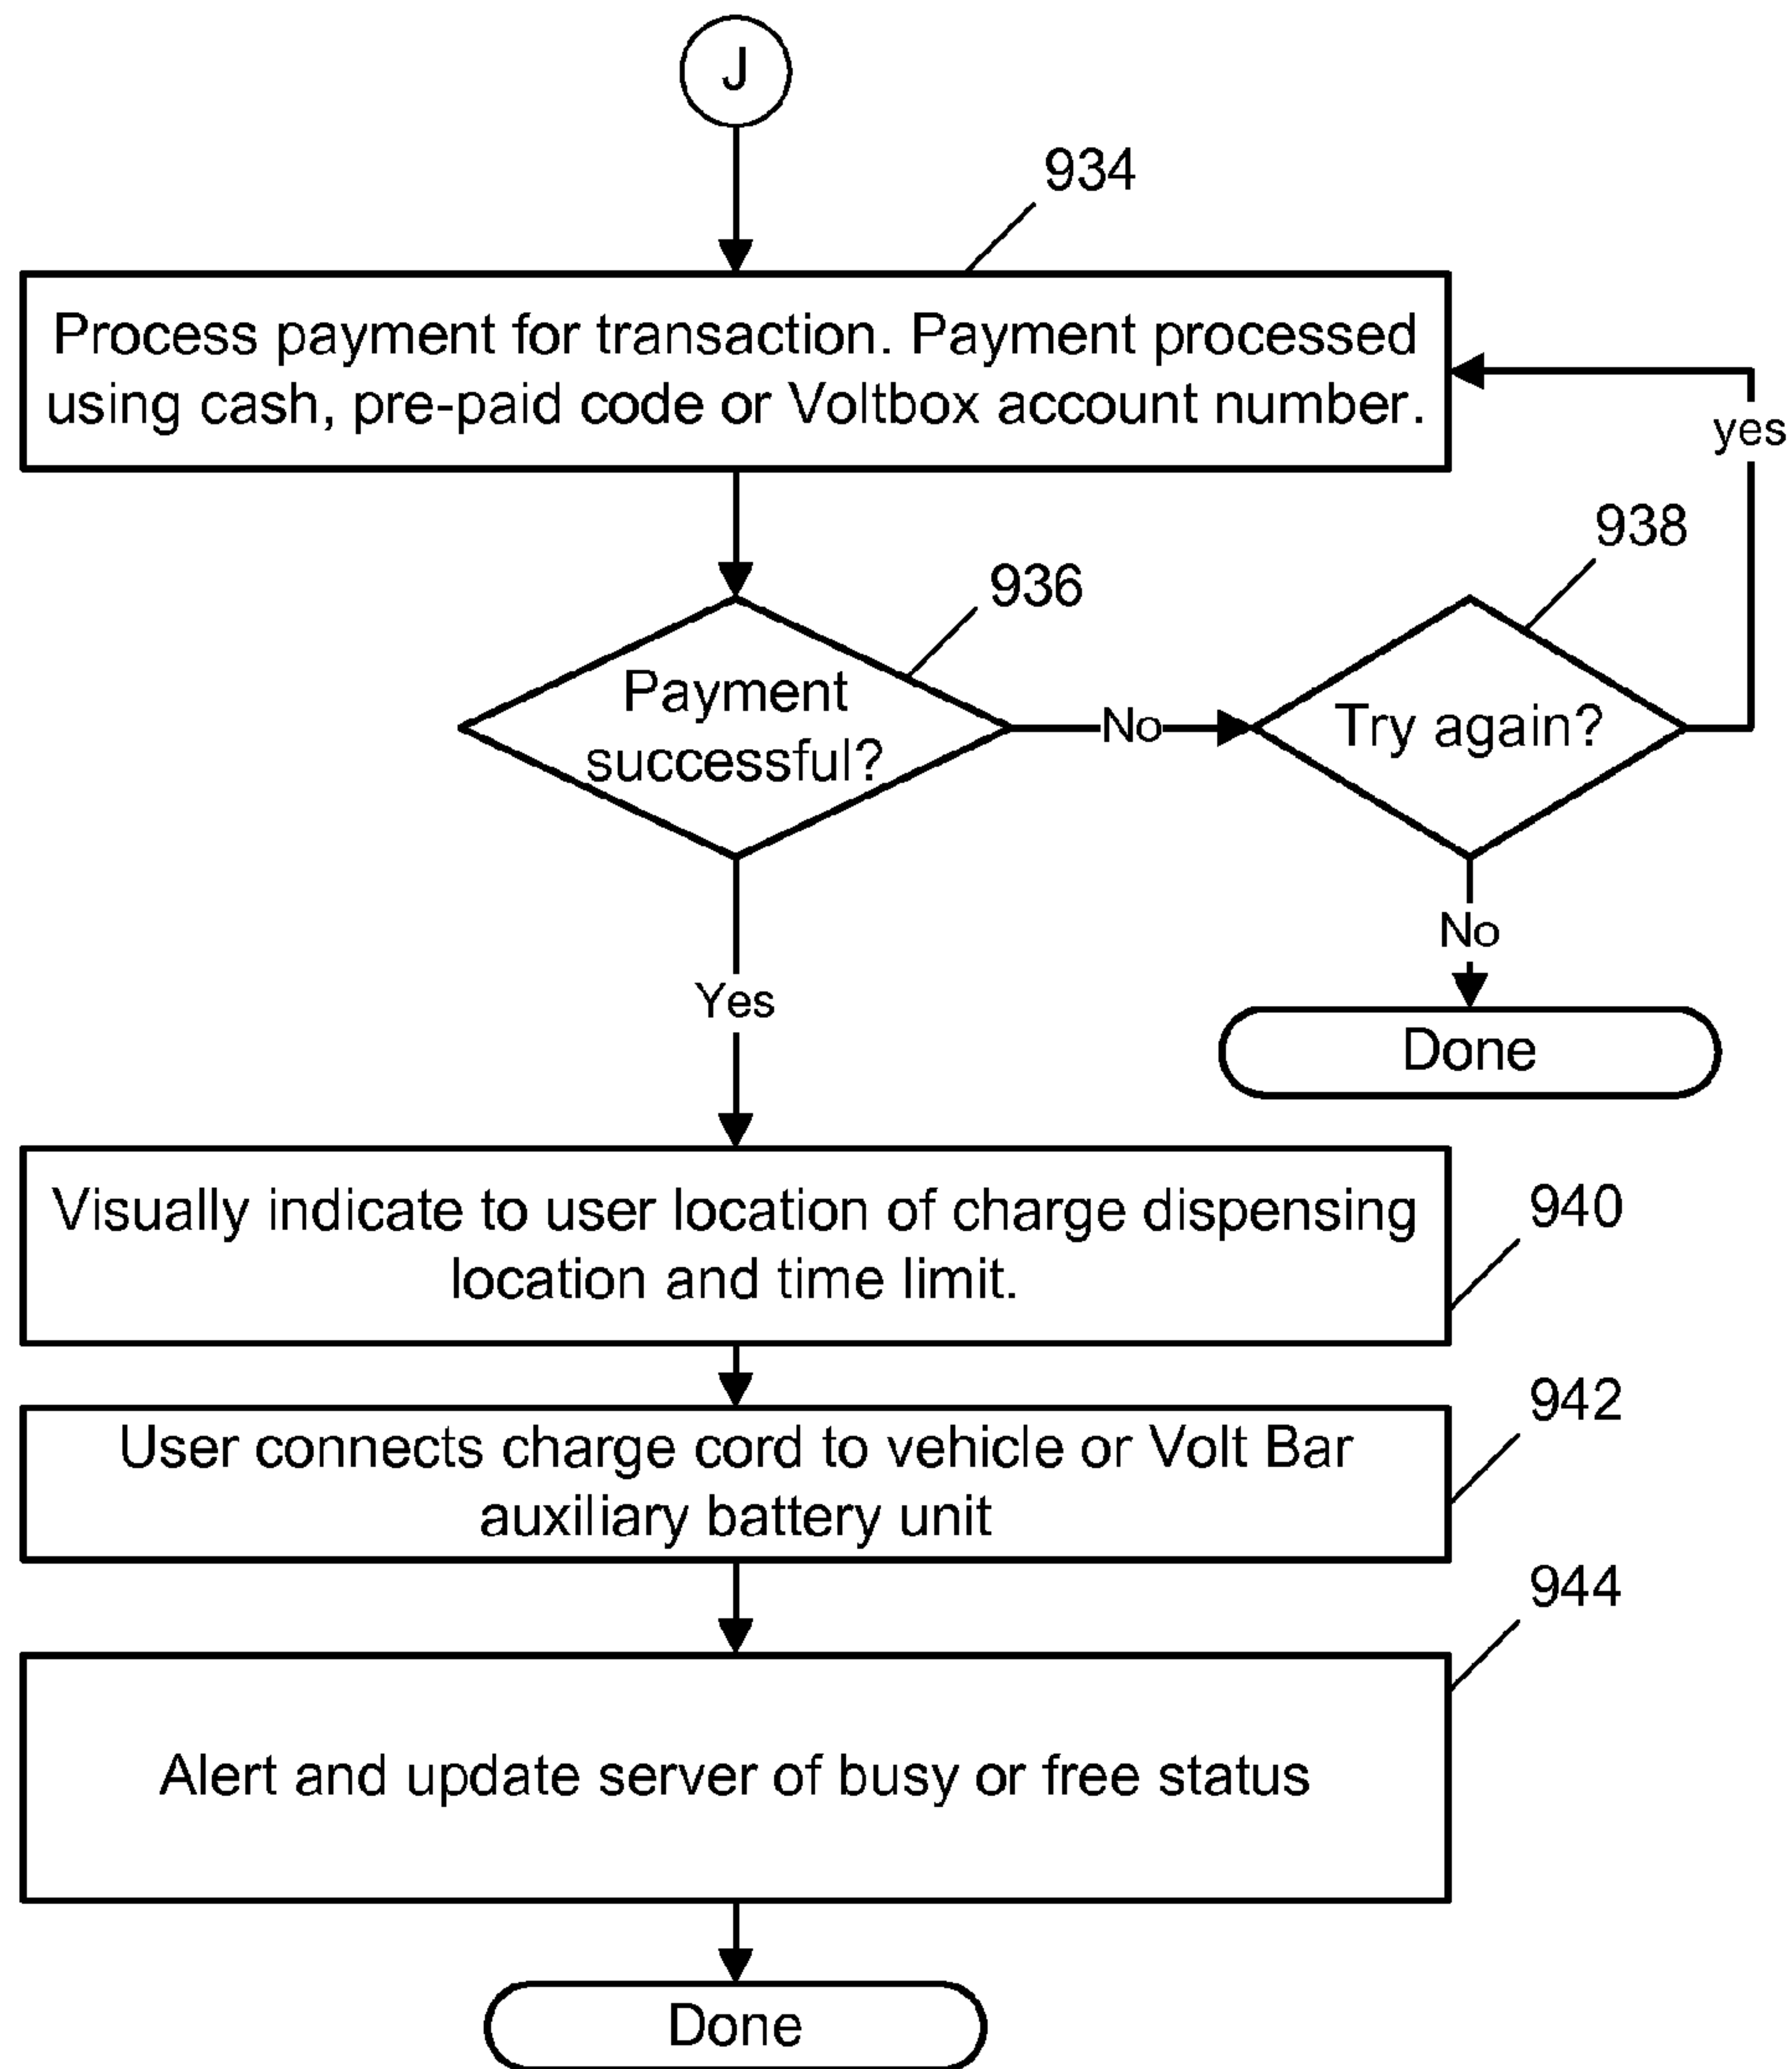 J
934
Process payment for transaction. Payment processed
using cash, pre-paid code or Voltbox account number.
yes
938
936
Payment
successful?
No
Try again?
No
Yes
Done
Visually indicate to user location of charge dispensing
location and time limit.
940
942
User connects charge cord to vehicle or Volt Bar
auxiliary battery unit
944
Alert and update server of busy or free status
Done